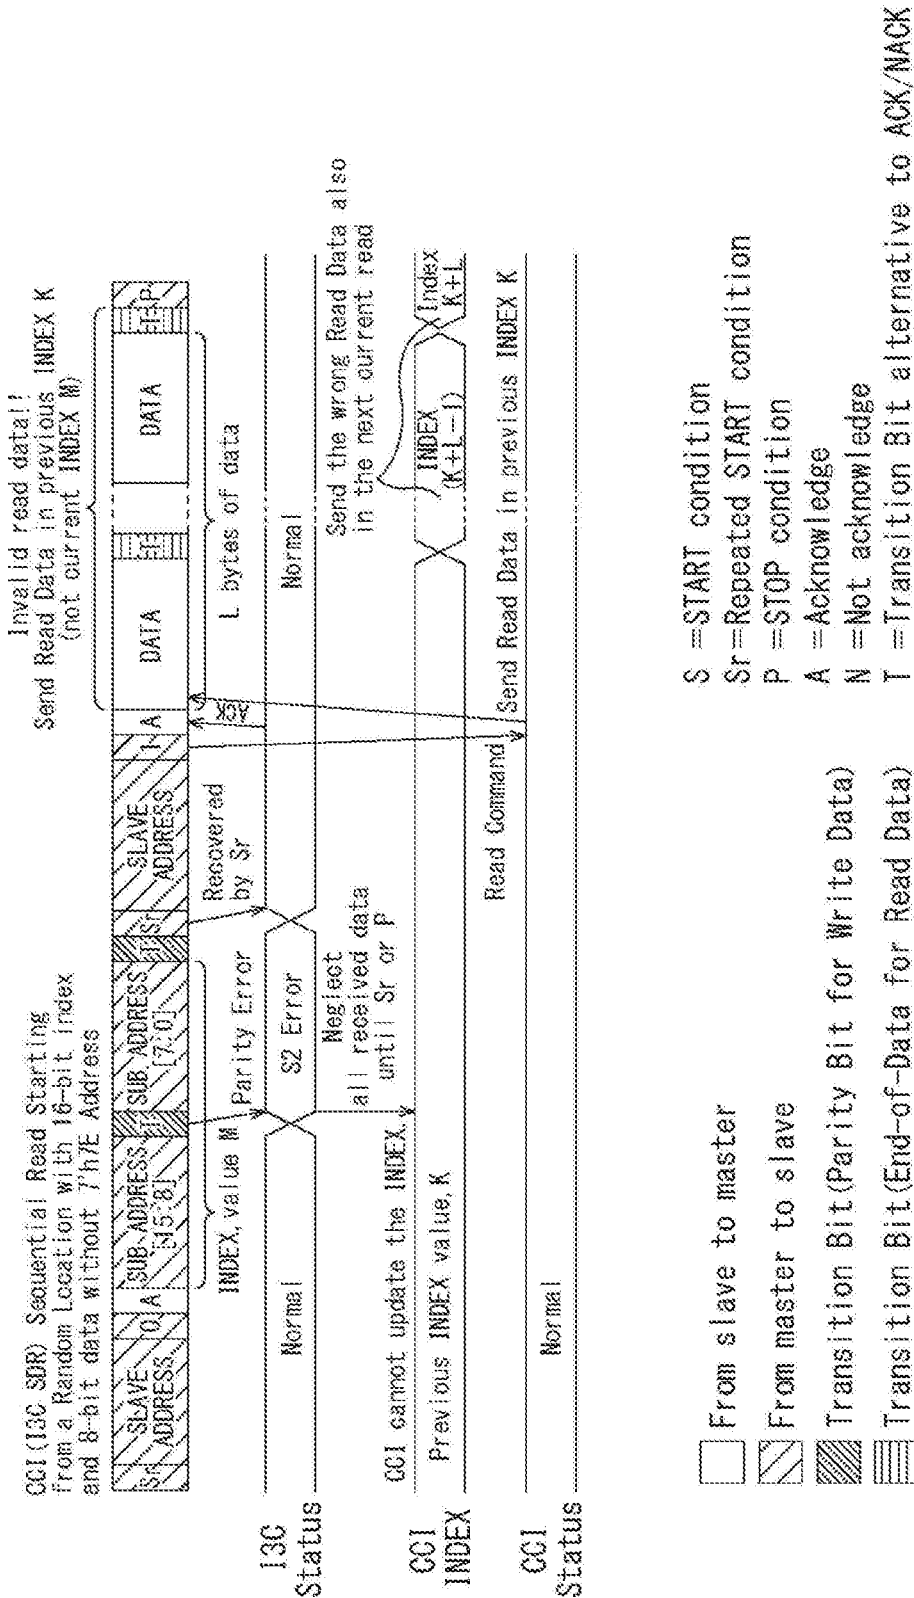 CCI(I3C SDR) Sequential Read Starting
from a Random Location with 16-bit index
and 8-bit data without 7'h7E Address
Invalid read data!!
Send Read Data in previous INDEX K
(not current INDEX M)
Sr
SLAVE
ADDRESS
0
A
SUB-ADDRESS
[15:8]
T
SUB ADDRESS
[7:0]
T
Sr
SLAVE
ADDRESS
1
A
DATA
T
DATA
T
P
INDEX, value M
Parity Error
Recovered
by Sr
ACK
L bytes of data
I3C
Status
Normal
S2 Error
Normal
Neglect
all received data
until Sr or P
Send the wrong Read Data also
in the next current read
CCI cannot update the INDEX.
CCI
INDEX
Previous INDEX value, K
INDEX
(K+L-1)
Index
K+L
Read Command
Send Read Data in previous INDEX K
CCI
Status
Normal
From slave to master
From master to slave
Transition Bit(Parity Bit for Write Data)
Transition Bit(End-of-Data for Read Data)
S =START condition
Sr=Repeated START condition
P =STOP condition
A =Acknowledge
N =Not acknowledge
T =Transition Bit alternative to ACK/NACK